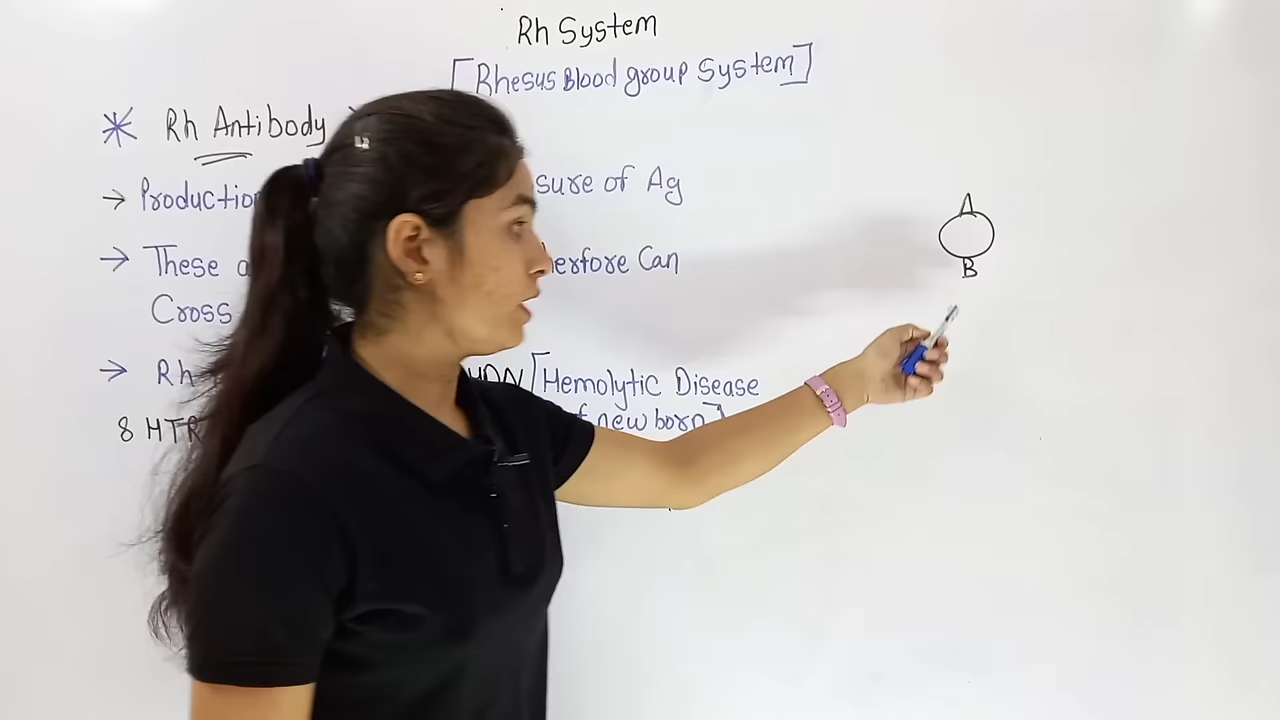 Rh System
[Rhesus Blood group System]
* Rh Antibody
→ Production sure of Ag
→ These erefore Can
Cross
→ Rh HDN [Hemolytic Disease
of new born]
8 HTR
A
B